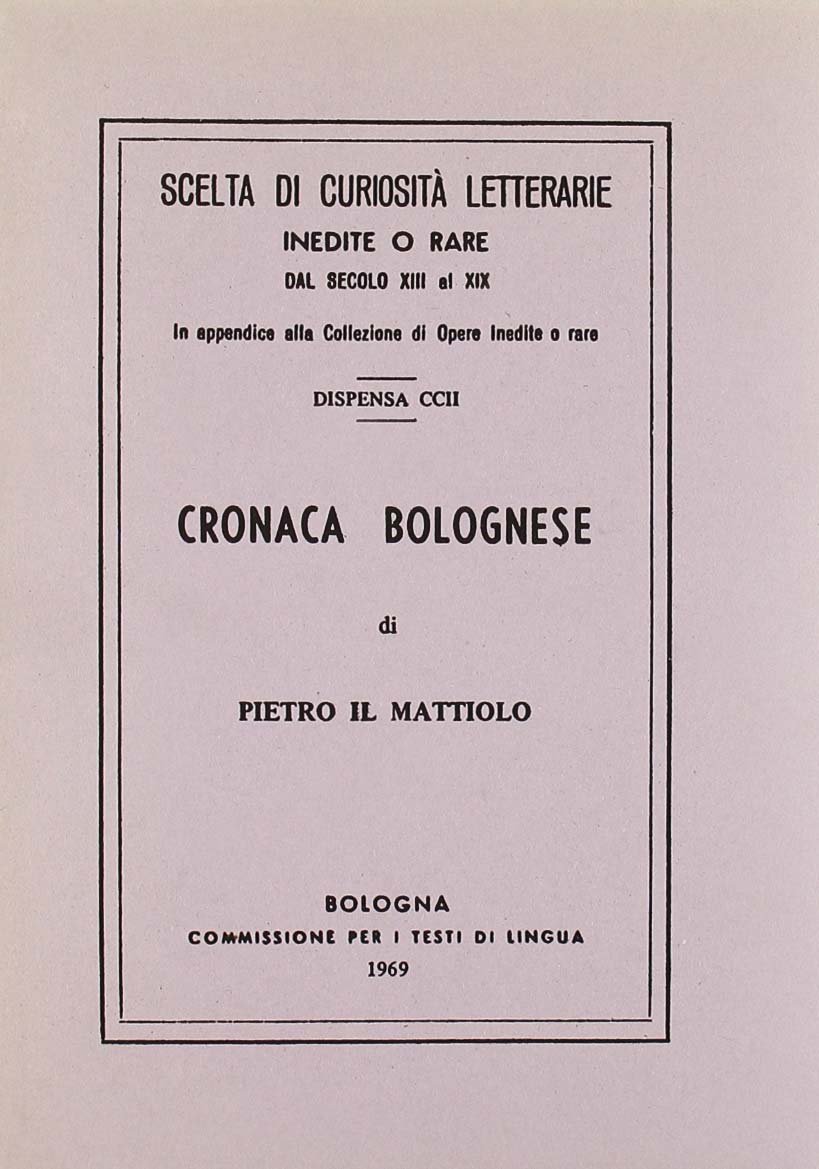 SCELTA DI CURIOSITÀ LETTERARIE
INEDITE O RARE
DAL SECOLO XIII al XIX
In appendice alla Collezione di Opere Inedite o rare
DISPENSA CCII
CRONACA BOLOGNESE
di
PIETRO IL MATTIOLO
BOLOGNA
COMMISSIONE PER I TESTI DI LINGUA
1969